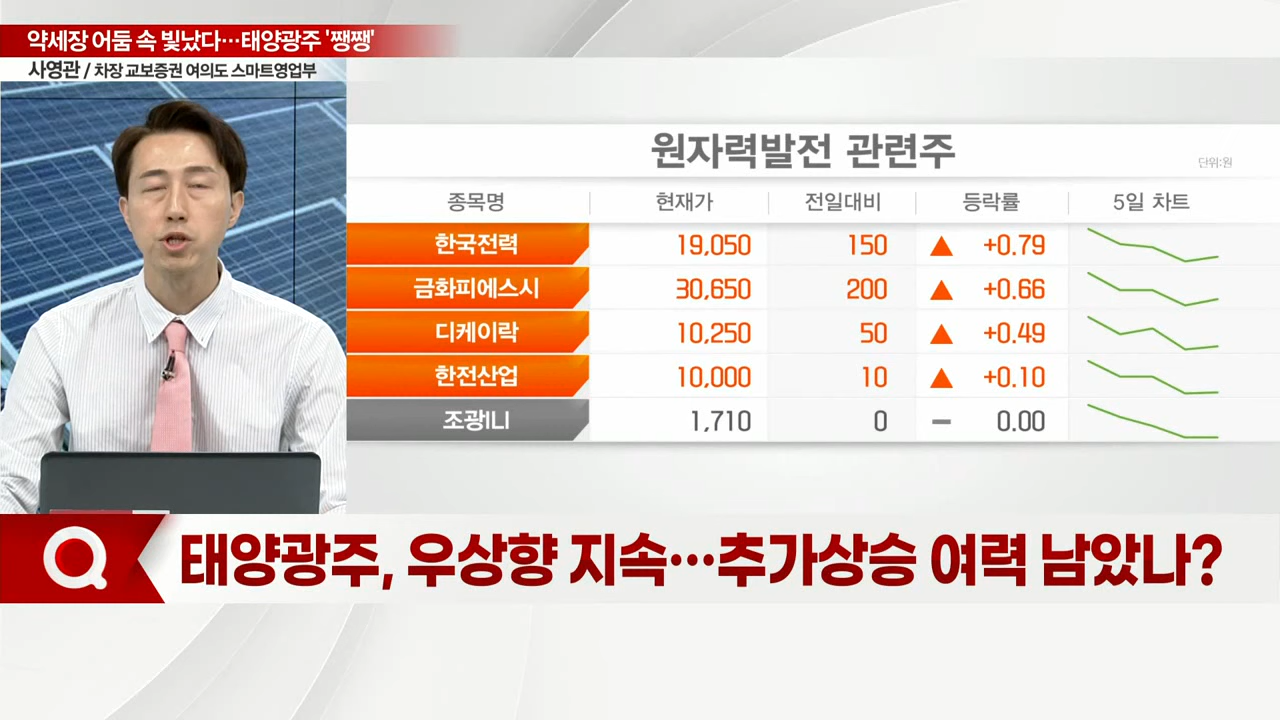 약세장 어둠 속 빛났다…태양광주 '쨍쨍'
사영관 / 차장 교보증권 여의도 스마트영업부
원자력발전 관련주
단위:원
종목명 현재가 전일대비 등락률 5일 차트
한국전력 19,050 150 ▲ +0.79
금화피에스시 30,650 200 ▲ +0.66
디케이락 10,250 50 ▲ +0.49
한전산업 10,000 10 ▲ +0.10
조광ILI 1,710 0 – 0.00
Q 태양광주, 우상향 지속…추가상승 여력 남았나?